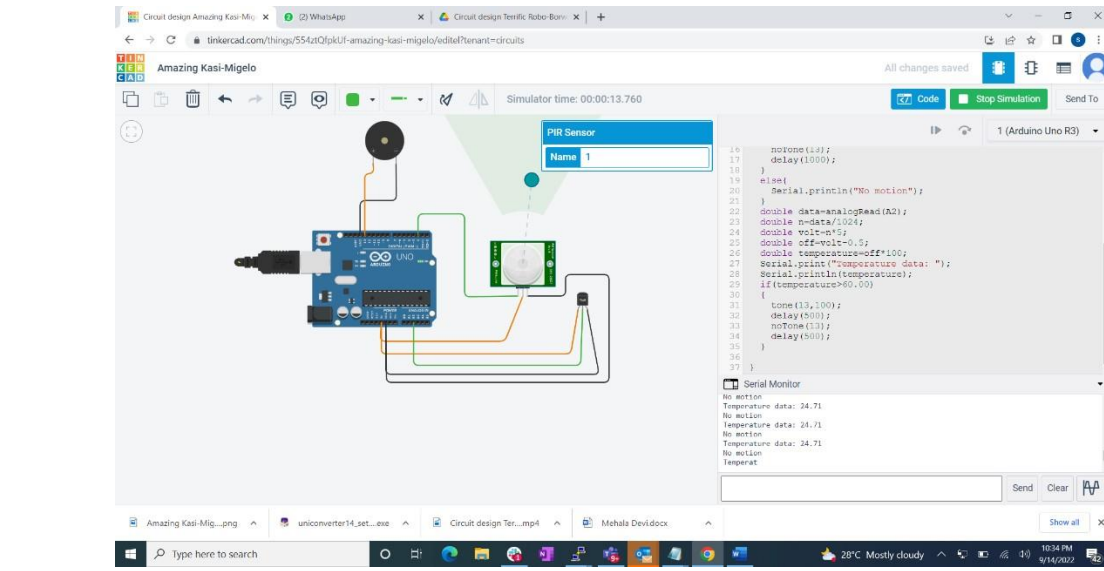 Circuit design Amazing Kasi-Mig
(2) WhatsApp
Circuit design Terrific Robo-Borw
tinkercad.com/things/554ztQfpkUf-amazing-kasi-migelo/editel?tenant=circuits
TIN
KER
CAD
Amazing Kasi-Migelo
All changes saved
Simulator time: 00:00:13.760
Code
Stop Simulation
Send To
PIR Sensor
Name 1
1 (Arduino Uno R3)
UNO
ARDUINO
16 noTone(13);
17 delay(1000);
18 }
19 else{
20 Serial.println("No motion");
21 }
22 double data=analogRead(A2);
23 double n=data/1024;
24 double volt=n*5;
25 double off=volt-0.5;
26 double temperature=off*100;
27 Serial.print("Temperature data: ");
28 Serial.println(temperature);
29 if(temperature>60.00)
30 {
31 tone(13,100);
32 delay(500);
33 noTone(13);
34 delay(500);
35 }
36
37 }
Serial Monitor
No motion
Temperature data: 24.71
No motion
Temperature data: 24.71
No motion
Temperature data: 24.71
No motion
Temperat
Send
Clear
Amazing Kasi-Mig....png
uniconverter14_set....exe
Circuit design Ter....mp4
Mehala Devi.docx
Show all
Type here to search
28°C Mostly cloudy
10:34 PM
9/14/2022
42